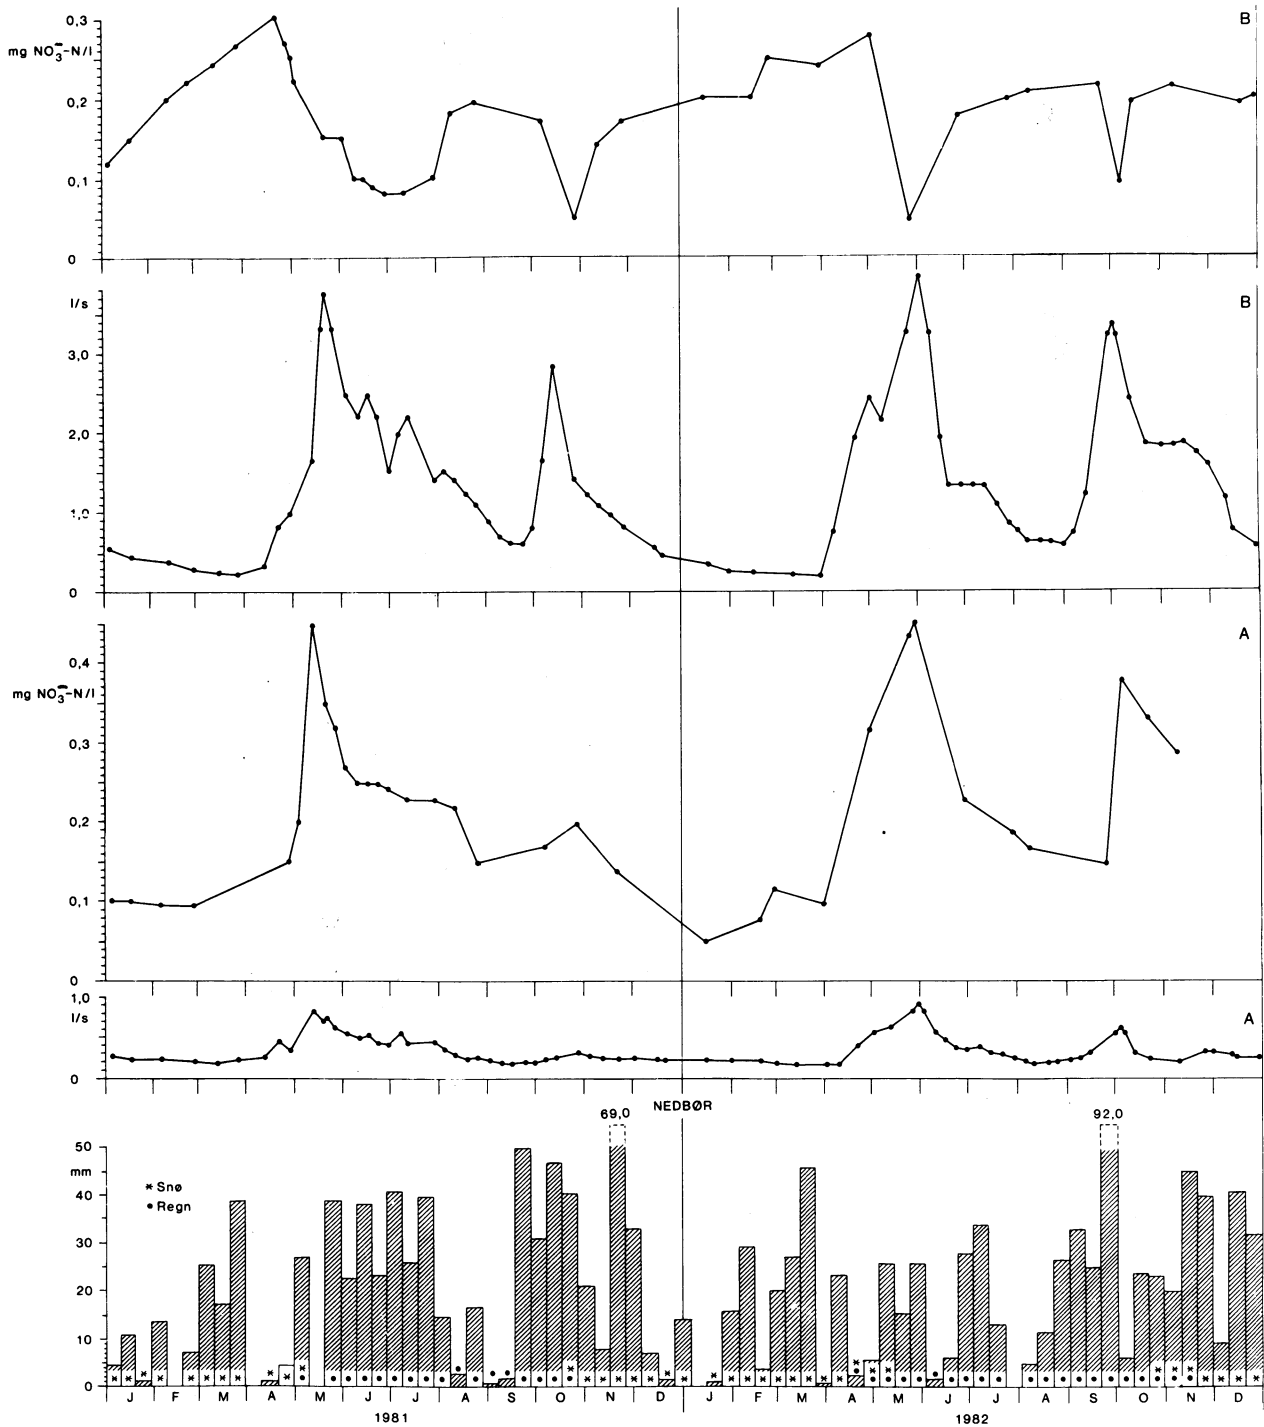 0,3
B
mg NO₃⁻-N/l
0,2
0,1
0
l/s
B
3,0
2,0
1,0
0
A
0,4
mg NO₃⁻-N/l
0,3
0,2
0,1
0
1,0
l/s
A
0
NEDBØR
69,0
92,0
50
mm
* Snø
40
• Regn
30
20
10
0
J F M A M J J A S O N D J F M A M J J A S O N D
1981
1982